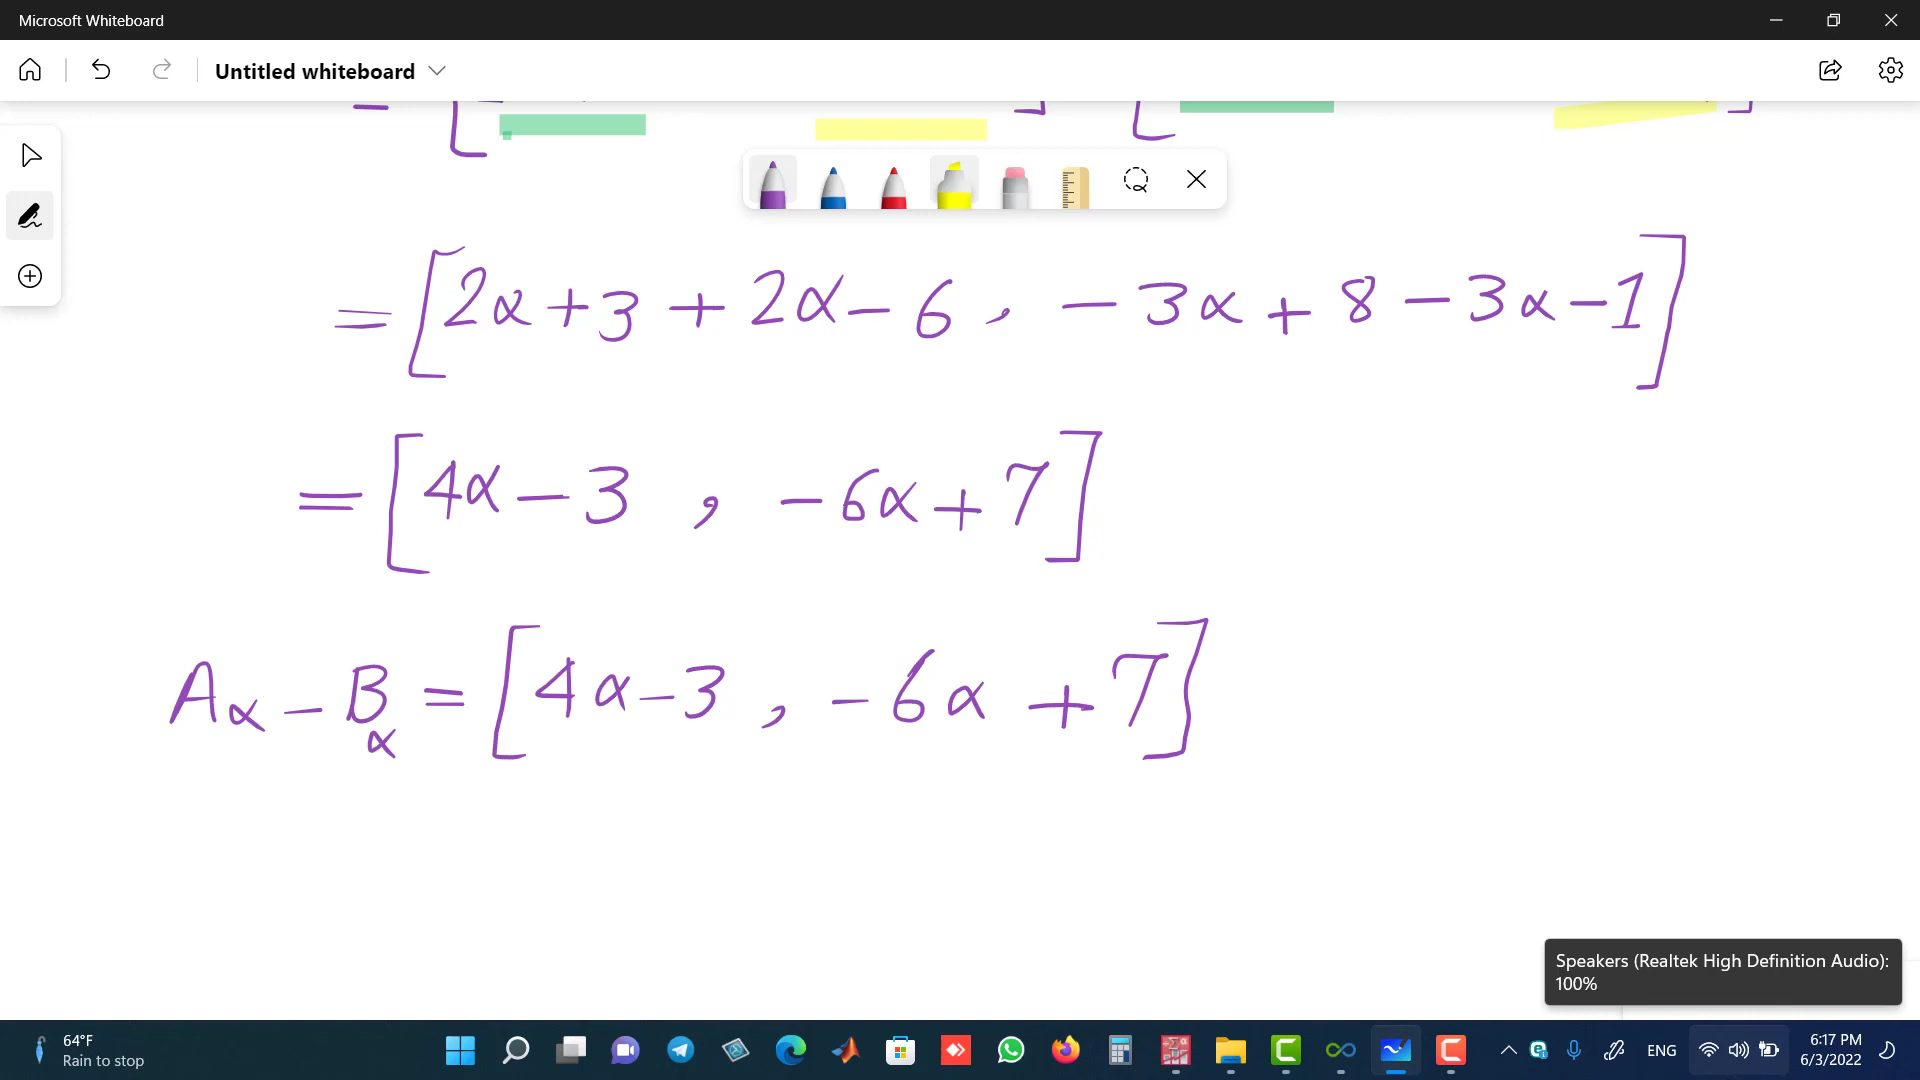 Microsoft Whiteboard
Untitled whiteboard
= [2α + 3 + 2α - 6 , - 3α + 8 - 3α - 1]
= [4α - 3 , - 6α + 7]
Aα - Bα = [4α - 3 , - 6α + 7]
Speakers (Realtek High Definition Audio):
100%
64°F
Rain to stop
ENG
6:17 PM
6/3/2022